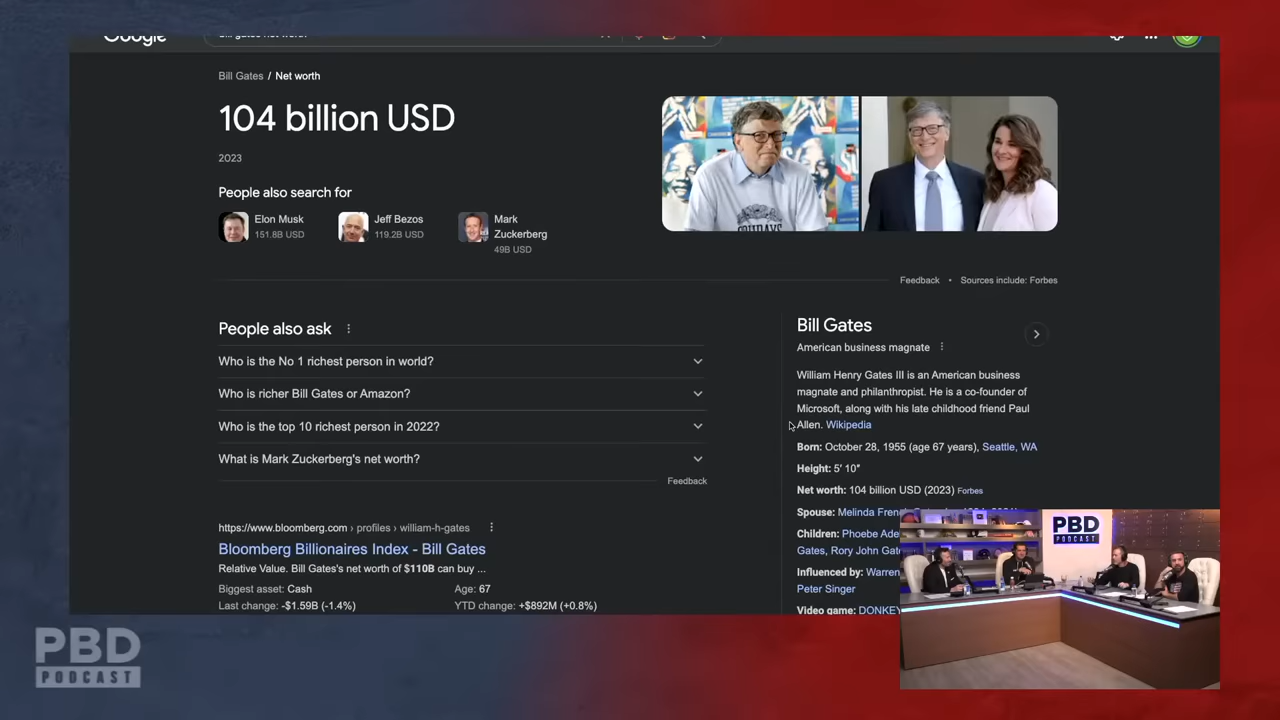 Google
Bill gates net worth
Bill Gates / Net worth
104 billion USD
2023
People also search for
Elon Musk
151.8B USD
Jeff Bezos
119.2B USD
Mark
Zuckerberg
49B USD
Feedback • Sources include: Forbes
People also ask
Who is the No 1 richest person in world?
Who is richer Bill Gates or Amazon?
Who is the top 10 richest person in 2022?
What is Mark Zuckerberg's net worth?
Feedback
https://www.bloomberg.com › profiles › william-h-gates
Bloomberg Billionaires Index - Bill Gates
Relative Value. Bill Gates's net worth of $110B can buy ...
Biggest asset: Cash
Age: 67
Last change: -$1.59B (-1.4%)
YTD change: +$892M (+0.8%)
Bill Gates
American business magnate
William Henry Gates III is an American business
magnate and philanthropist. He is a co-founder of
Microsoft, along with his late childhood friend Paul
Allen. Wikipedia
Born: October 28, 1955 (age 67 years), Seattle, WA
Height: 5′ 10″
Net worth: 104 billion USD (2023) Forbes
Spouse: Melinda Fren
Children: Phoebe Ade
Gates, Rory John Gat
Influenced by: Warren
Peter Singer
Video game: DONKEY
PBD
PODCAST
PBD
PODCAST